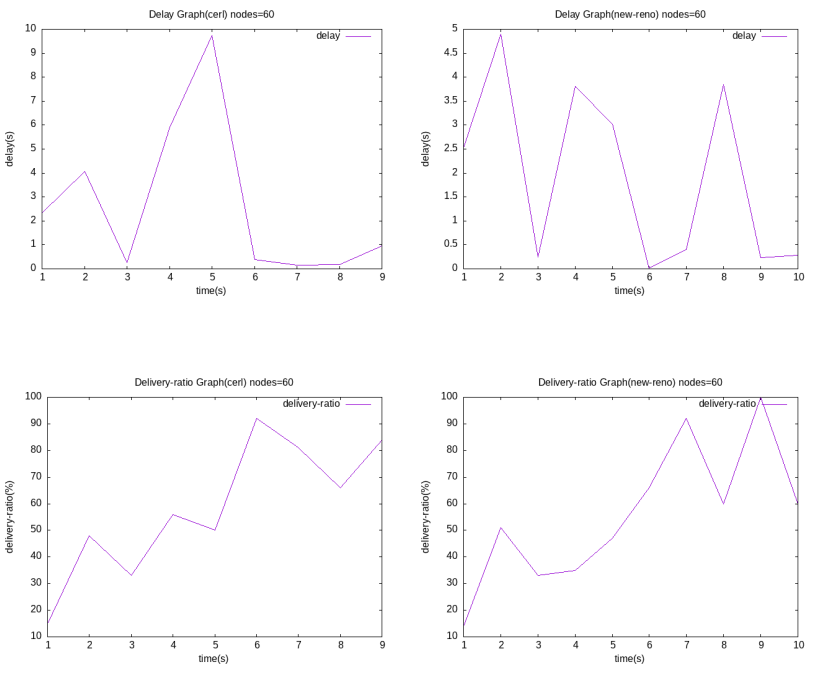 Delay Graph(cerl) nodes=60
delay
10
9
8
7
6
5
4
3
2
1
0
delay(s)
1 2 3 4 5 6 7 8 9
time(s)
Delay Graph(new-reno) nodes=60
delay
5
4.5
4
3.5
3
2.5
2
1.5
1
0.5
0
delay(s)
1 2 3 4 5 6 7 8 9 10
time(s)
Delivery-ratio Graph(cerl) nodes=60
delivery-ratio
100
90
80
70
60
50
40
30
20
10
delivery-ratio(%)
1 2 3 4 5 6 7 8 9
time(s)
Delivery-ratio Graph(new-reno) nodes=60
delivery-ratio
100
90
80
70
60
50
40
30
20
10
delivery-ratio(%)
1 2 3 4 5 6 7 8 9 10
time(s)